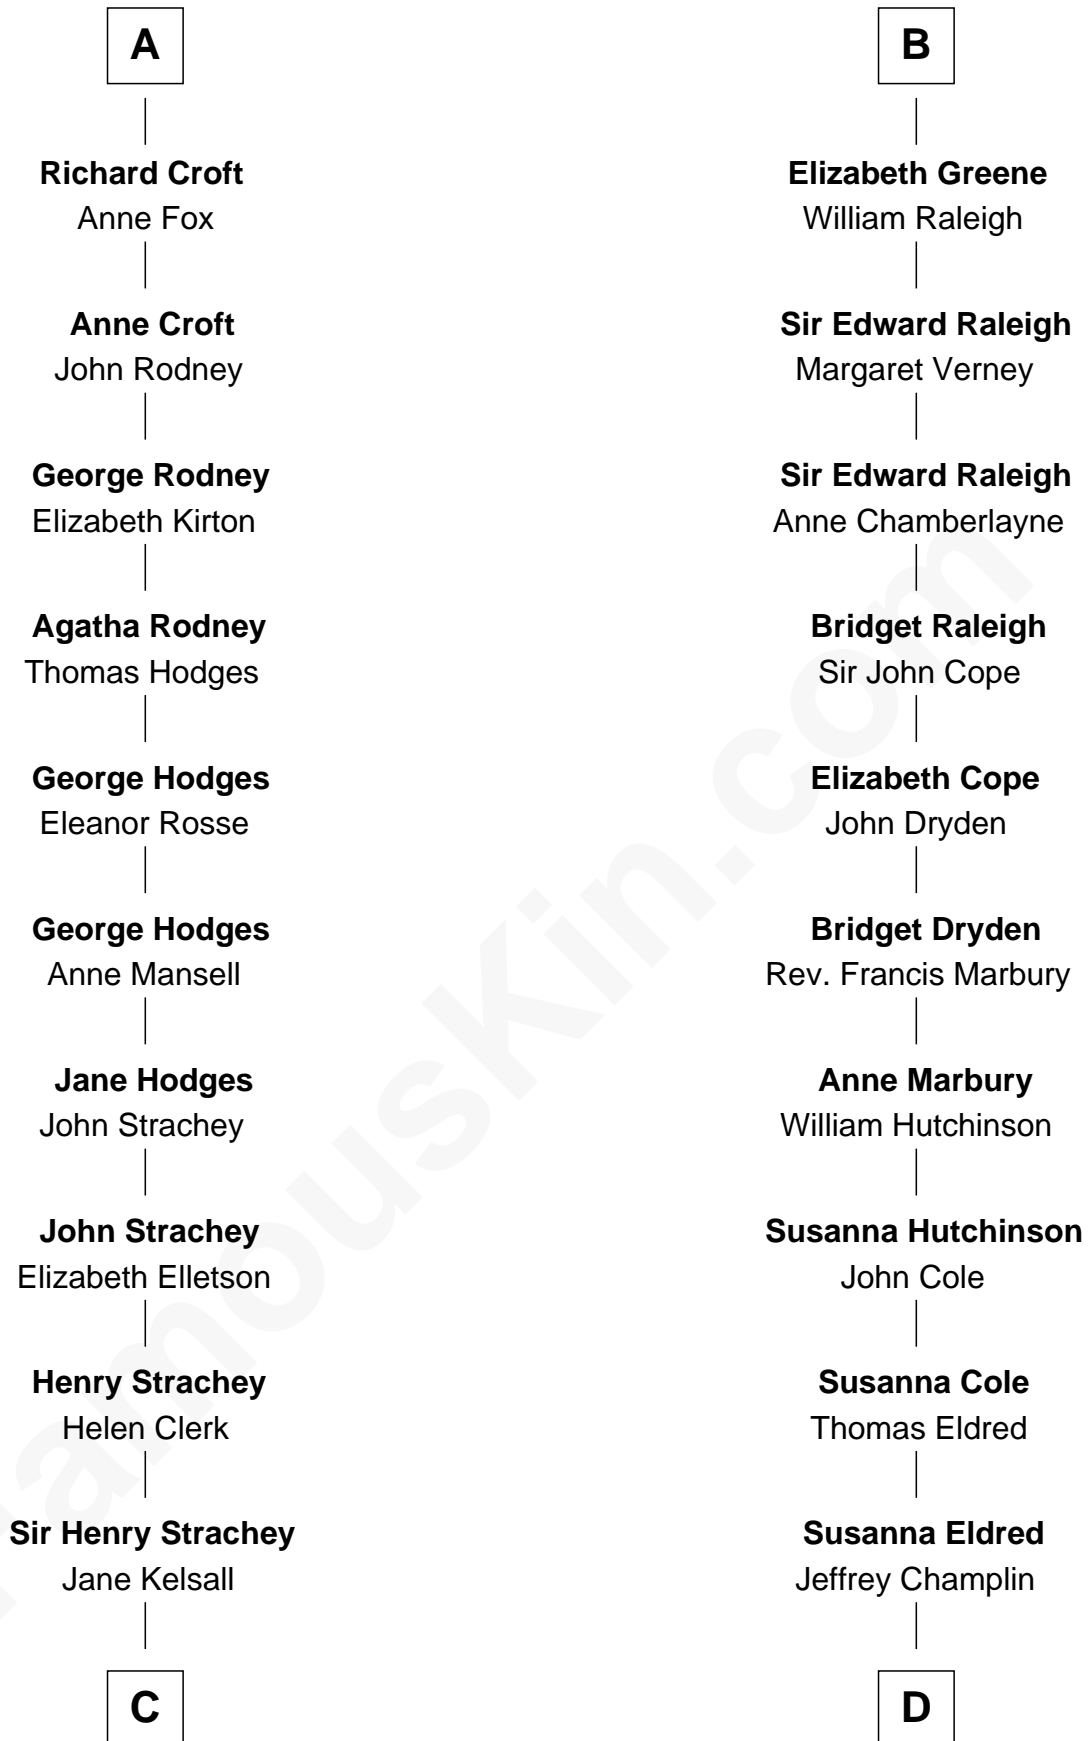 A
Richard Croft
Anne Fox
Anne Croft
John Rodney
George Rodney
Elizabeth Kirton
Agatha Rodney
Thomas Hodges
George Hodges
Eleanor Rosse
George Hodges
Anne Mansell
Jane Hodges
John Strachey
John Strachey
Elizabeth Elletson
Henry Strachey
Helen Clerk
Sir Henry Strachey
Jane Kelsall
C
B
Elizabeth Greene
William Raleigh
Sir Edward Raleigh
Margaret Verney
Sir Edward Raleigh
Anne Chamberlayne
Bridget Raleigh
Sir John Cope
Elizabeth Cope
John Dryden
Bridget Dryden
Rev. Francis Marbury
Anne Marbury
William Hutchinson
Susanna Hutchinson
John Cole
Susanna Cole
Thomas Eldred
Susanna Eldred
Jeffrey Champlin
D
FamousKin.com